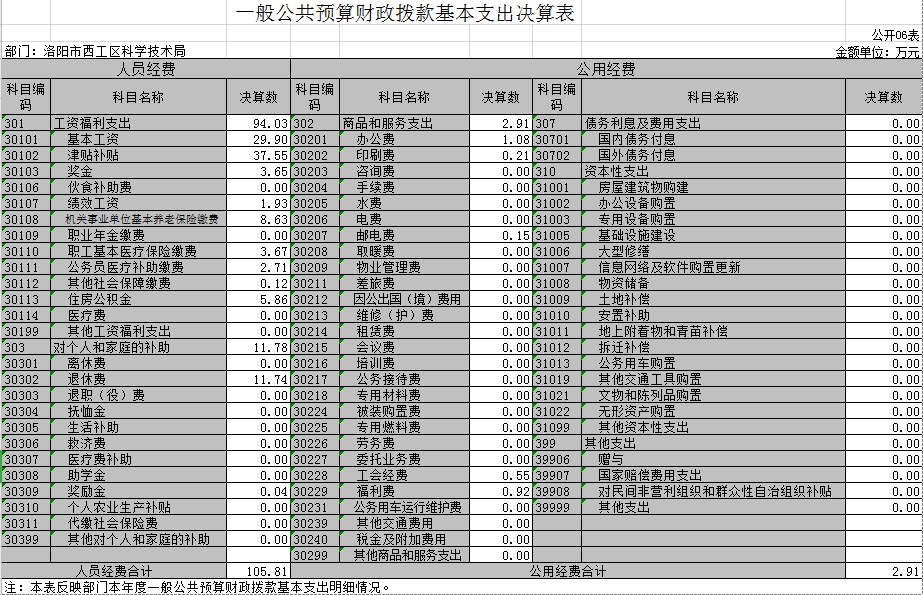 一般公共预算财政拨款基本支出决算表
公开06表
部门：洛阳市西工区科学技术局 金额单位：万元
人员经费 公用经费
科目编码 科目名称 决算数 科目编码 科目名称 决算数 科目编码 科目名称 决算数
301 工资福利支出 94.03 302 商品和服务支出 2.91 307 债务利息及费用支出 0.00
30101 基本工资 29.90 30201 办公费 1.08 30701 国内债务付息 0.00
30102 津贴补贴 37.55 30202 印刷费 0.21 30702 国外债务付息 0.00
30103 奖金 3.65 30203 咨询费 0.00 310 资本性支出 0.00
30106 伙食补助费 0.00 30204 手续费 0.00 31001 房屋建筑物购建 0.00
30107 绩效工资 1.93 30205 水费 0.00 31002 办公设备购置 0.00
30108 机关事业单位基本养老保险缴费 8.63 30206 电费 0.00 31003 专用设备购置 0.00
30109 职业年金缴费 0.00 30207 邮电费 0.15 31005 基础设施建设 0.00
30110 职工基本医疗保险缴费 3.67 30208 取暖费 0.00 31006 大型修缮 0.00
30111 公务员医疗补助缴费 2.71 30209 物业管理费 0.00 31007 信息网络及软件购置更新 0.00
30112 其他社会保障缴费 0.12 30211 差旅费 0.00 31008 物资储备 0.00
30113 住房公积金 5.86 30212 因公出国（境）费用 0.00 31009 土地补偿 0.00
30114 医疗费 0.00 30213 维修（护）费 0.00 31010 安置补助 0.00
30199 其他工资福利支出 0.00 30214 租赁费 0.00 31011 地上附着物和青苗补偿 0.00
303 对个人和家庭的补助 11.78 30215 会议费 0.00 31012 拆迁补偿 0.00
30301 离休费 0.00 30216 培训费 0.00 31013 公务用车购置 0.00
30302 退休费 11.74 30217 公务接待费 0.00 31019 其他交通工具购置 0.00
30303 退职（役）费 0.00 30218 专用材料费 0.00 31021 文物和陈列品购置 0.00
30304 抚恤金 0.00 30224 被装购置费 0.00 31022 无形资产购置 0.00
30305 生活补助 0.00 30225 专用燃料费 0.00 31099 其他资本性支出 0.00
30306 救济费 0.00 30226 劳务费 0.00 399 其他支出 0.00
30307 医疗费补助 0.00 30227 委托业务费 0.00 39906 赠与 0.00
30308 助学金 0.00 30228 工会经费 0.55 39907 国家赔偿费用支出 0.00
30309 奖励金 0.04 30229 福利费 0.92 39908 对民间非营利组织和群众性自治组织补贴 0.00
30310 个人农业生产补贴 0.00 30231 公务用车运行维护费 0.00 39999 其他支出 0.00
30311 代缴社会保险费 0.00 30239 其他交通费用 0.00
30399 其他对个人和家庭的补助 0.00 30240 税金及附加费用 0.00
30299 其他商品和服务支出 0.00
人员经费合计 105.81 公用经费合计 2.91
注：本表反映部门本年度一般公共预算财政拨款基本支出明细情况。